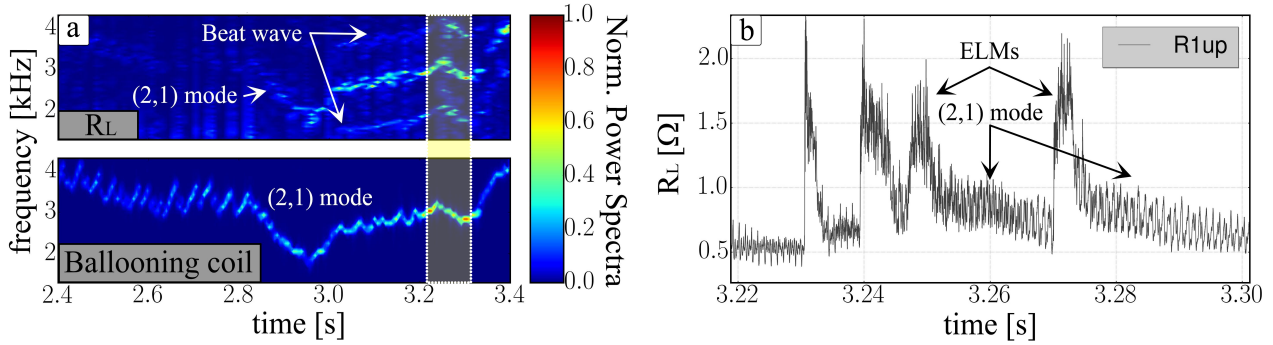 a
Beat wave
(2,1) mode
RL
4
3
2
frequency [kHz]
(2,1) mode
Ballooning coil
4
3
2
2.4 2.6 2.8 3.0 3.2 3.4
time [s]
1.0
0.8
0.6
0.4
0.2
0.0
Norm. Power Spectra
b
R1up
ELMs
(2,1) mode
2.0
1.5
1.0
0.5
RL [Ω]
3.22 3.24 3.26 3.28 3.30
time [s]